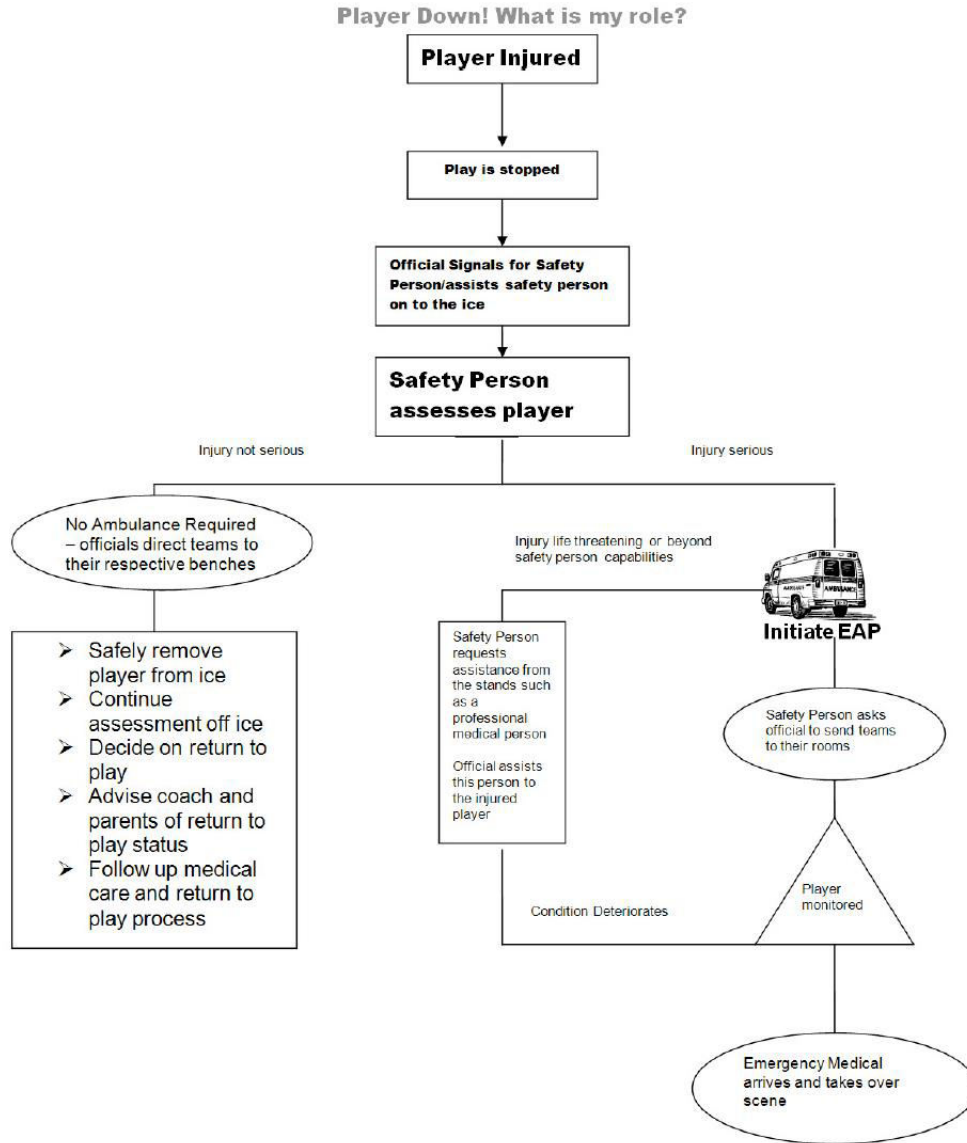 Player Down! What is my role?
Player Injured
Play is stopped
Official Signals for Safety
Person/assists safety person
on to the ice
Safety Person
assesses player
Injury not serious
Injury serious
No Ambulance Required
– officials direct teams to
their respective benches
➢ Safely remove
player from ice
➢ Continue
assessment off ice
➢ Decide on return to
play
➢ Advise coach and
parents of return to
play status
➢ Follow up medical
care and return to
play process
Injury life threatening or beyond
safety person capabilities
AMBULANCE
AMBULANCE
Initiate EAP
Safety Person
requests
assistance from
the stands such
as a
professional
medical person
Official assists
this person to
the injured
player
Safety Person asks
official to send teams
to their rooms
Condition Deteriorates
Player
monitored
Emergency Medical
arrives and takes over
scene